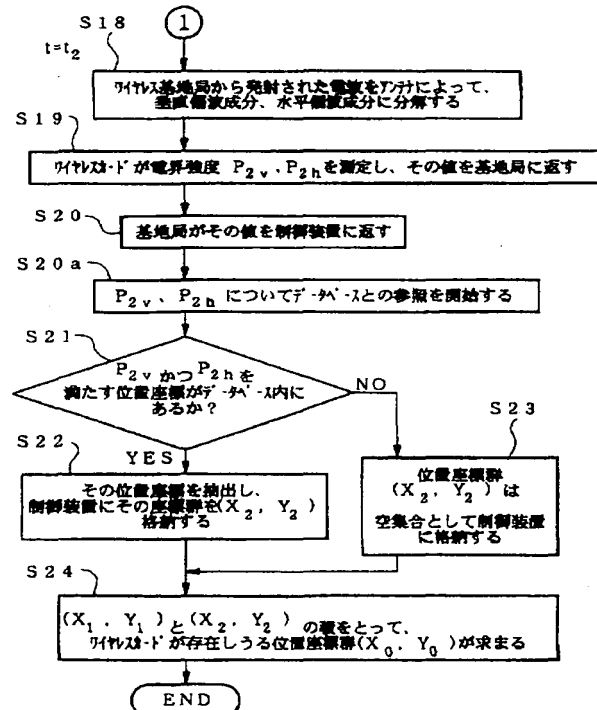 1
S18
t=t2
ワイヤレス基地局から発射された電波をアンテナによって、
垂直偏波成分、水平偏波成分に分解する
S19
ワイヤレスカードが電界強度 P2v、P2hを測定し、その値を基地局に返す
S20
基地局がその値を制御装置に返す
S20a
P2v、P2h についてデータベースとの参照を開始する
S21
P2v かつ P2h を
満たす位置座標がデータベース内に
あるか?
NO
S22
YES
その位置座標を抽出し、
制御装置にその座標群を(X2, Y2)
格納する
S23
位置座標群
(X2, Y2) は
空集合として制御装置
に格納する
S24
(X1, Y1) と (X2, Y2) の積をとって、
ワイヤレスカードが存在しうる位置座標群(X0, Y0)が求まる
END